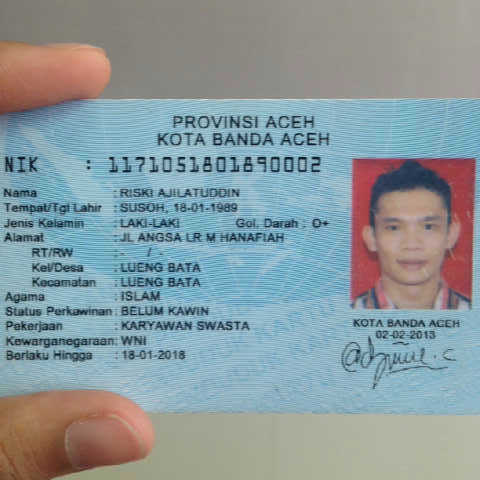 PROVINSI ACEH
KOTA BANDA ACEH
NIK : 1171051801890002
Nama : RISKI AJILATUDDIN
Tempat/Tgl Lahir : SUSOH, 18-01-1989
Jenis Kelamin : LAKI-LAKI Gol. Darah : O+
Alamat : JL ANGSA LR M HANAFIAH
RT/RW : - / -
Kel/Desa : LUENG BATA
Kecamatan : LUENG BATA
Agama : ISLAM
Status Perkawinan : BELUM KAWIN
Pekerjaan : KARYAWAN SWASTA
Kewarganegaraan : WNI
Berlaku Hingga : 18-01-2018
KOTA BANDA ACEH
02-02-2013